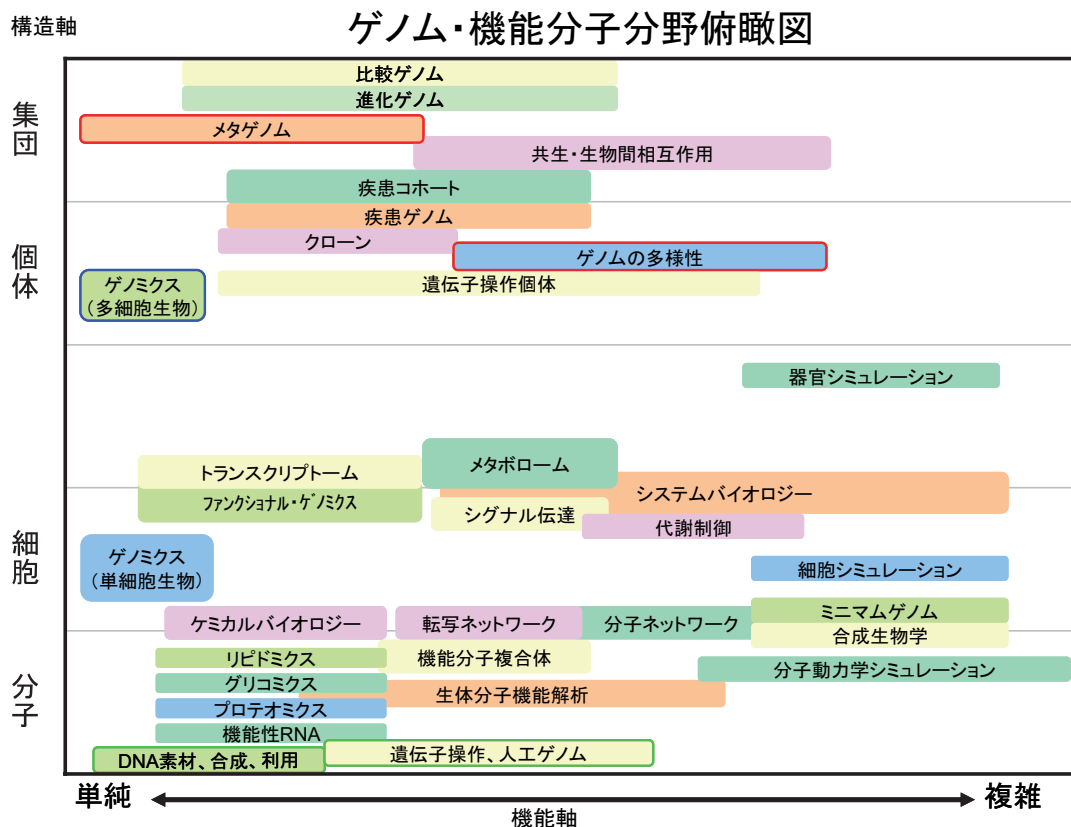 構造軸
ゲノム・機能分子分野俯瞰図
集団
比較ゲノム
進化ゲノム
メタゲノム
共生・生物間相互作用
疾患コホート
個体
疾患ゲノム
クローン
ゲノムの多様性
ゲノミクス
（多細胞生物）
遺伝子操作個体
器官シミュレーション
トランスクリプトーム
メタボローム
ファンクショナル・ゲノミクス
システムバイオロジー
シグナル伝達
代謝制御
細胞
ゲノミクス
（単細胞生物）
細胞シミュレーション
ケミカルバイオロジー
転写ネットワーク
分子ネットワーク
ミニマムゲノム
合成生物学
分子
リピドミクス
機能分子複合体
分子動力学シミュレーション
グリコミクス
生体分子機能解析
プロテオミクス
機能性RNA
DNA素材、合成、利用
遺伝子操作、人工ゲノム
単純
複雑
機能軸